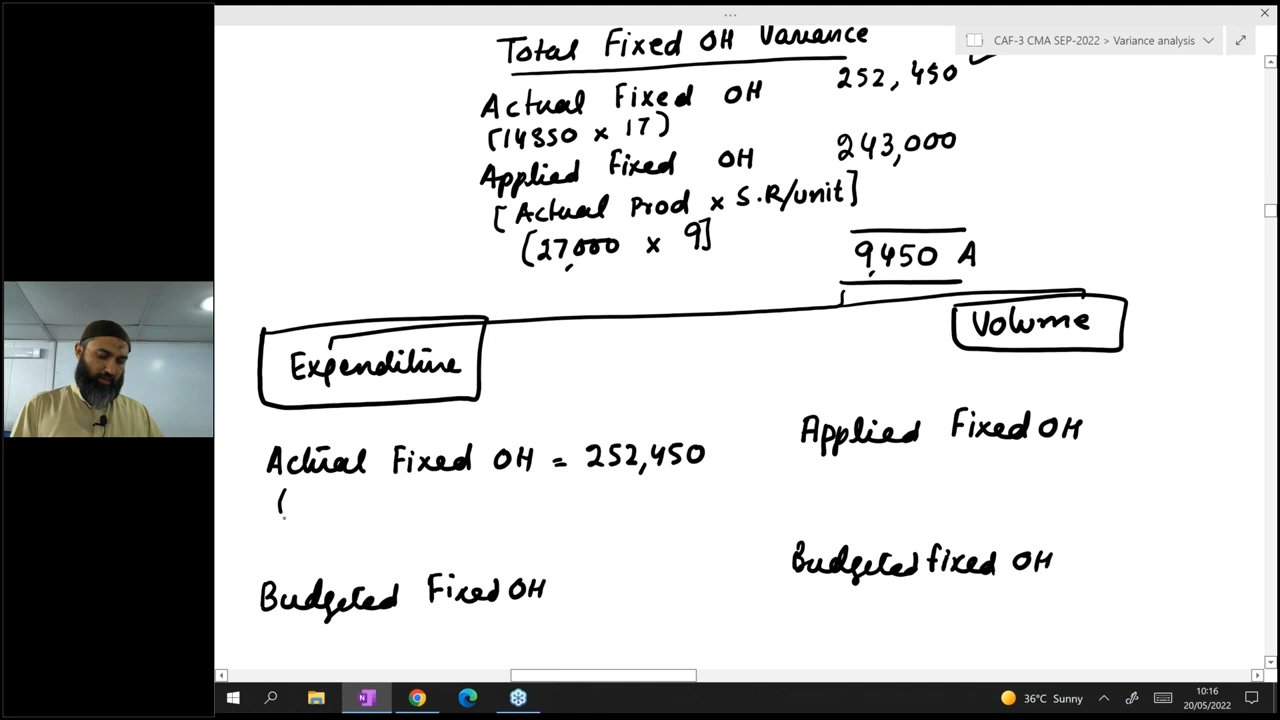 CAF-3 CMA SEP-2022 > Variance analysis
Total Fixed OH Variance
Actual Fixed OH 252,450
[14850 x 17]
Applied Fixed OH 243,000
[Actual Prod x S.R/unit]
[27,000 x 9]
9,450 A
Expenditure
Volume
Actual Fixed OH = 252,450
(
Applied Fixed OH
Budgeted Fixed OH
Budgeted fixed OH
36°C Sunny
10:16
20/05/2022